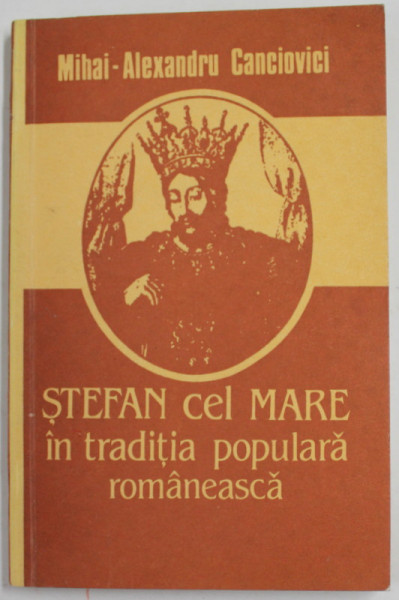 Mihai-Alexandru Canciovici
ȘTEFAN cel MARE
în tradiția populară
românească